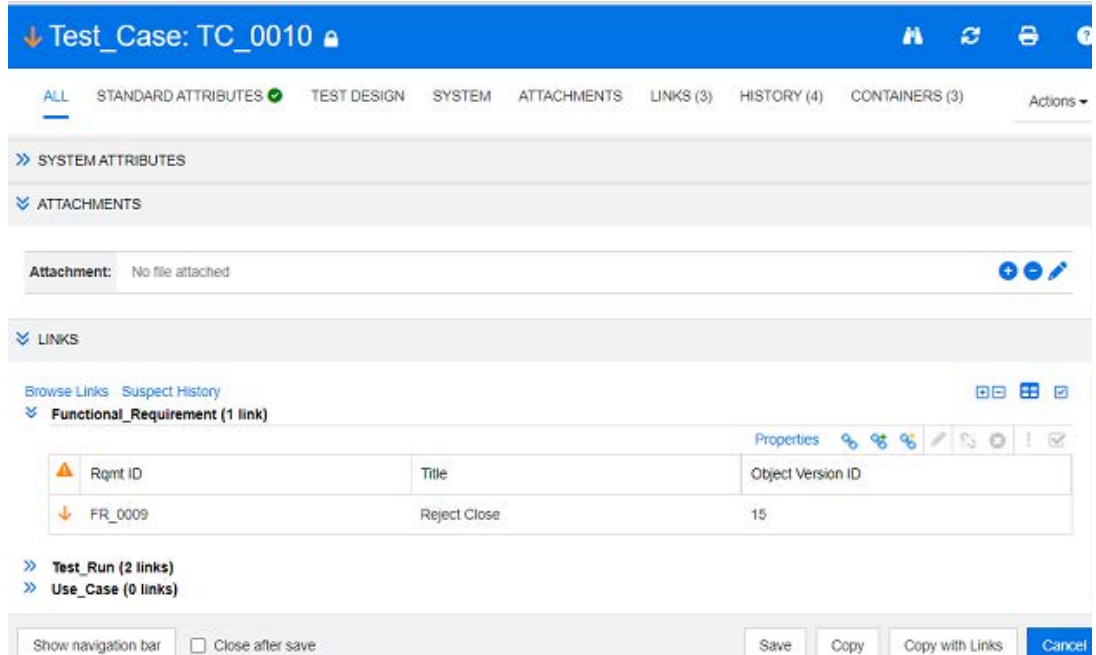 Test_Case: TC_0010
ALL STANDARD ATTRIBUTES TEST DESIGN SYSTEM ATTACHMENTS LINKS (3) HISTORY (4) CONTAINERS (3) Actions
SYSTEM ATTRIBUTES
ATTACHMENTS
Attachment: No file attached
LINKS
Browse Links Suspect History
Functional_Requirement (1 link)
Properties
Rqmt ID Title Object Version ID
FR_0009 Reject Close 15
Test_Run (2 links)
Use_Case (0 links)
Show navigation bar Close after save Save Copy Copy with Links Cancel